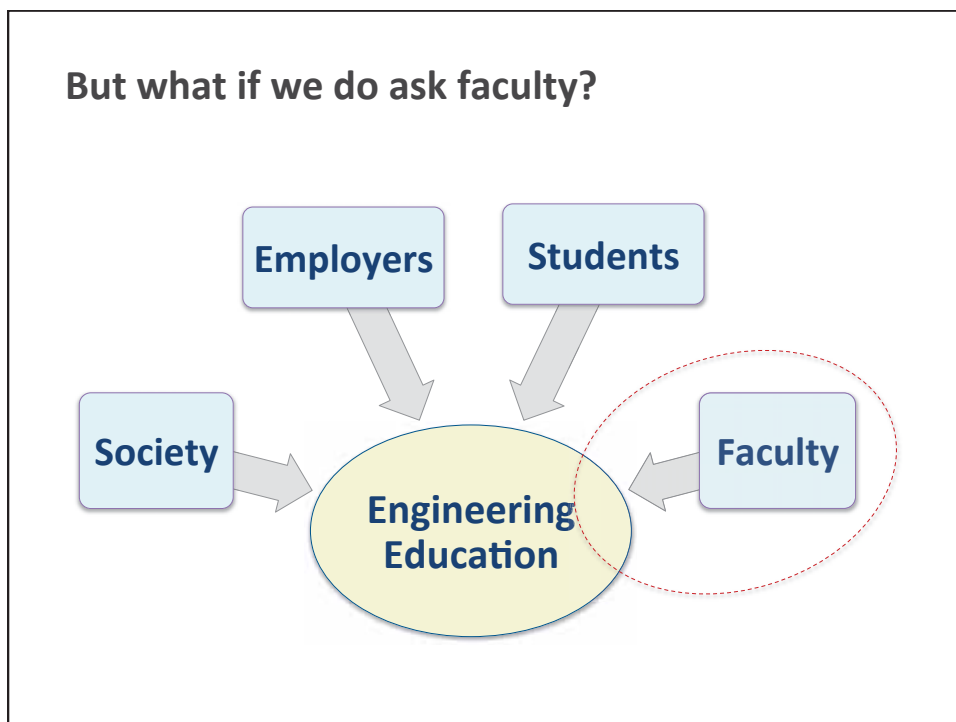 But what if we do ask faculty?
Employers
Students
Society
Faculty
Engineering
Education